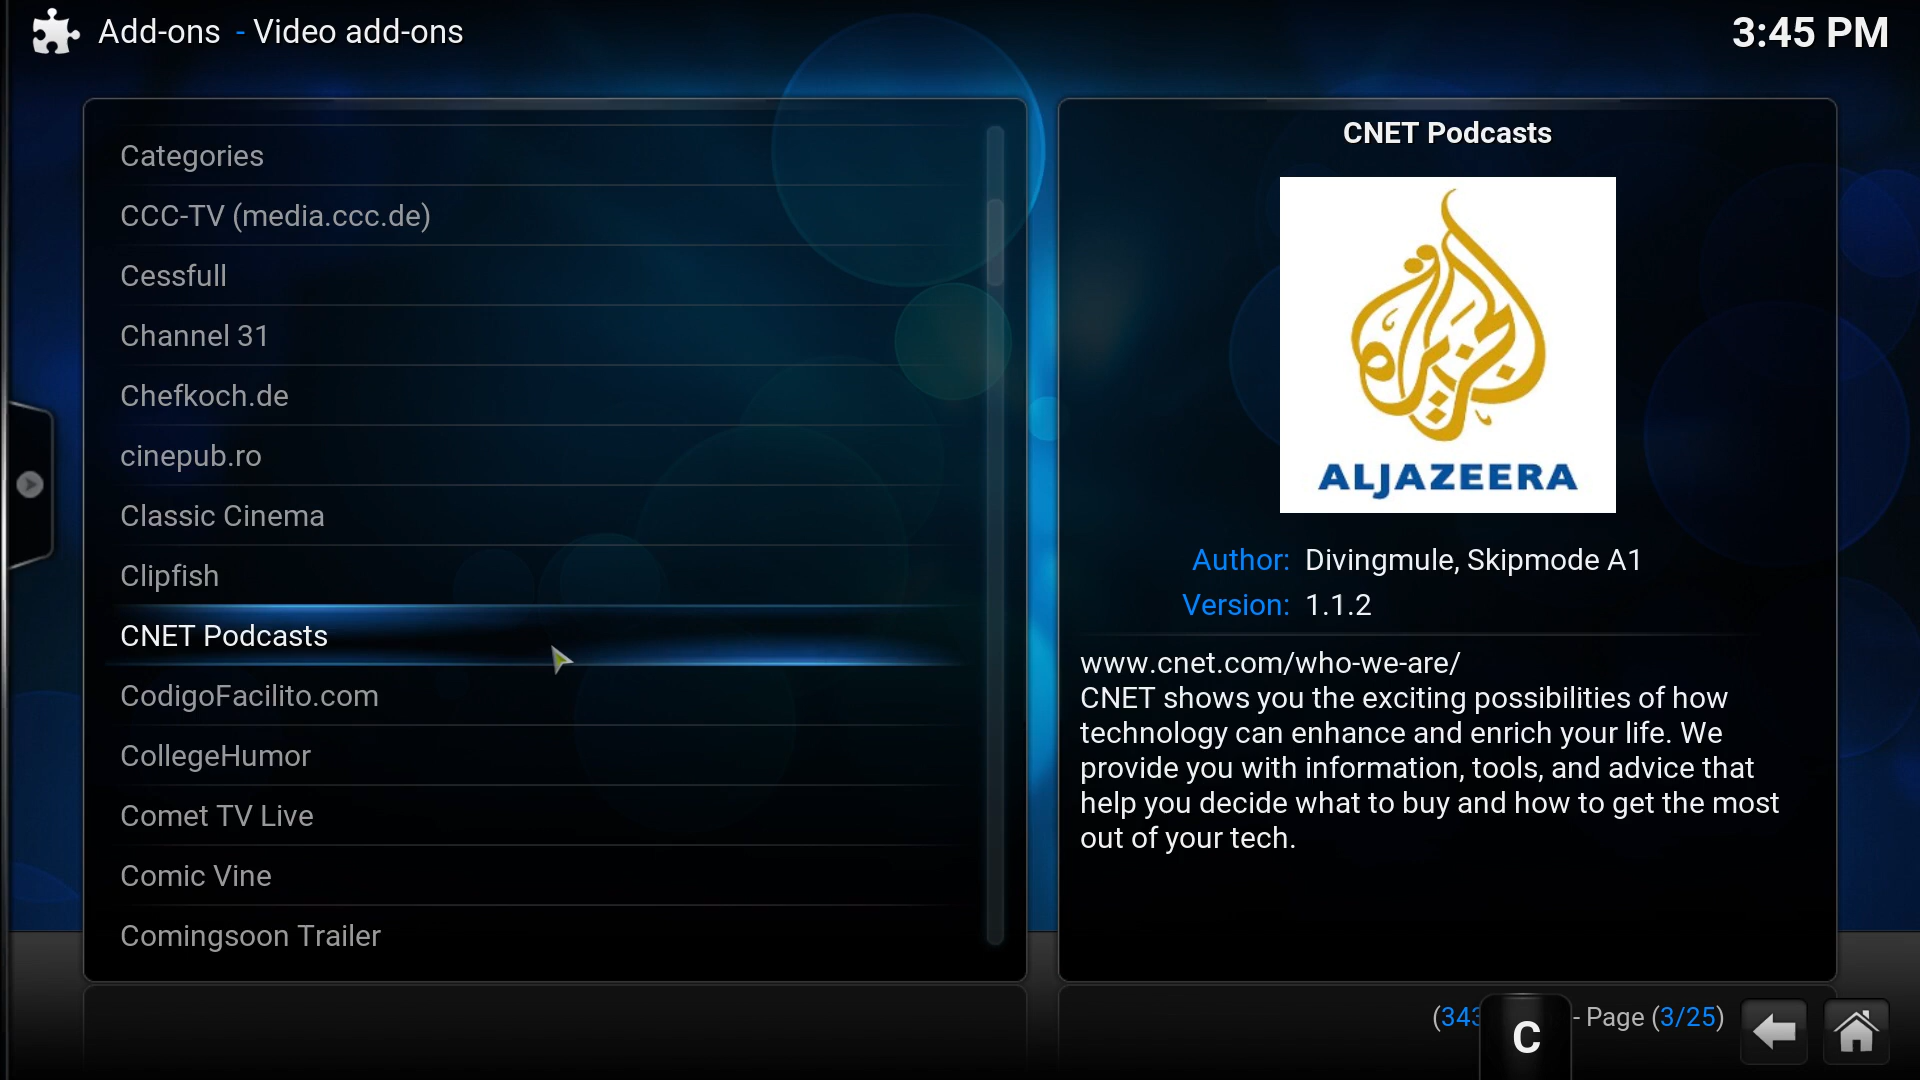 Add-ons - Video add-ons
3:45 PM
Categories
CCC-TV (media.ccc.de)
Cessfull
Channel 31
Chefkoch.de
cinepub.ro
Classic Cinema
Clipfish
CNET Podcasts
CodigoFacilito.com
CollegeHumor
Comet TV Live
Comic Vine
Comingsoon Trailer
CNET Podcasts
الجزيرة
ALJAZEERA
Author: Divingmule, Skipmode A1
Version: 1.1.2
www.cnet.com/who-we-are/
CNET shows you the exciting possibilities of how
technology can enhance and enrich your life. We
provide you with information, tools, and advice that
help you decide what to buy and how to get the most
out of your tech.
(343 C - Page (3/25)